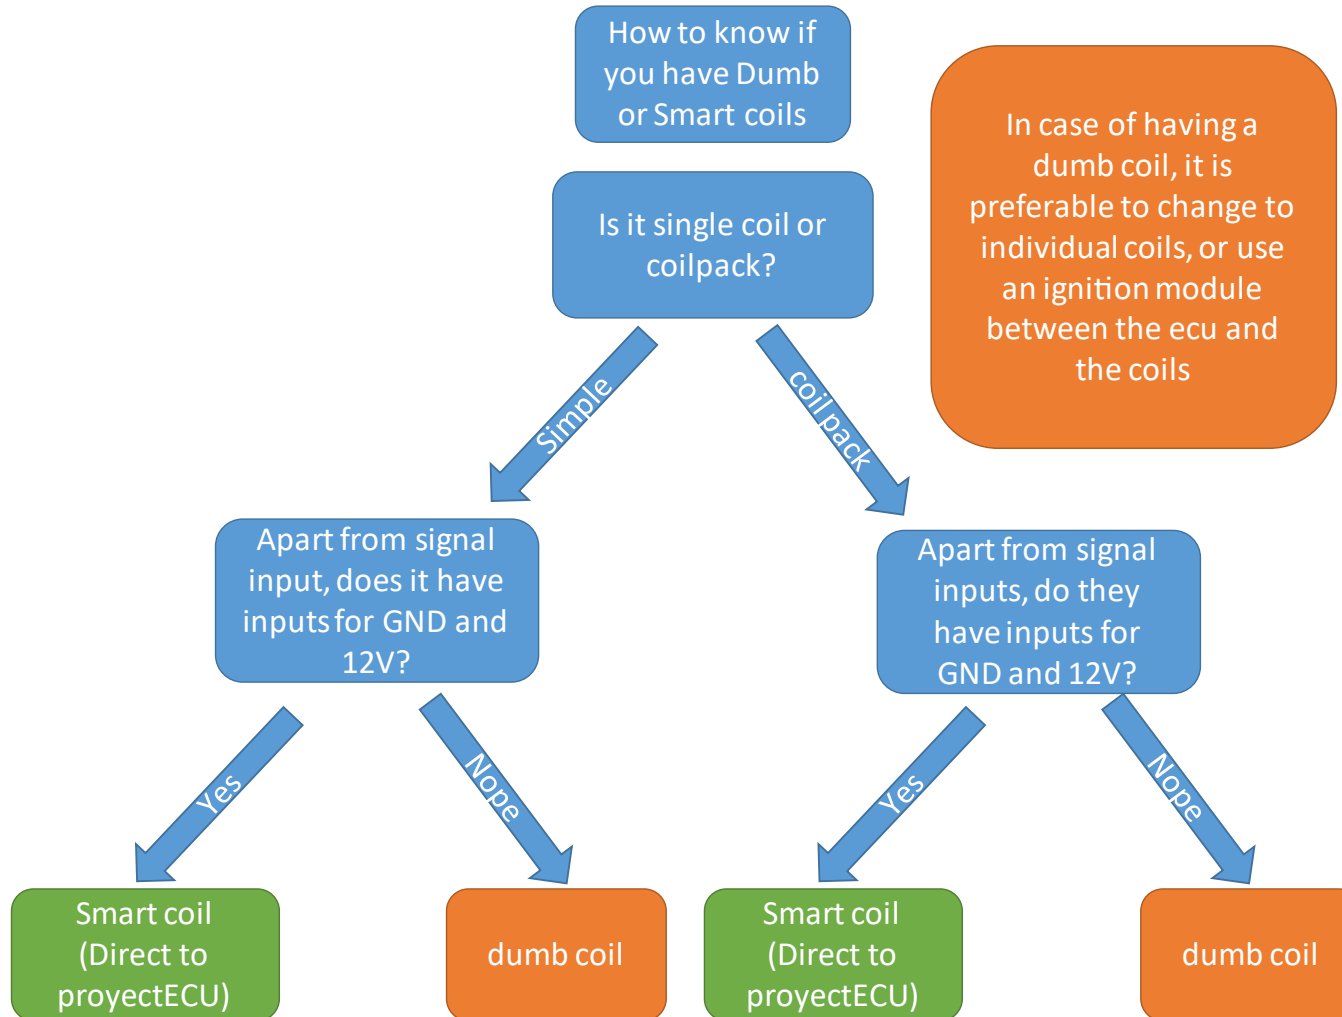 How to know if
you have Dumb
or Smart coils
In case of having a
dumb coil, it is
preferable to change to
individual coils, or use
an ignition module
between the ecu and
the coils
Is it single coil or
coilpack?
Simple
coil pack
Apart from signal
input, does it have
inputs for GND and
12V?
Apart from signal
inputs, do they
have inputs for
GND and 12V?
Yes
Nope
Yes
Nope
Smart coil
(Direct to
proyectECU)
dumb coil
Smart coil
(Direct to
proyectECU)
dumb coil